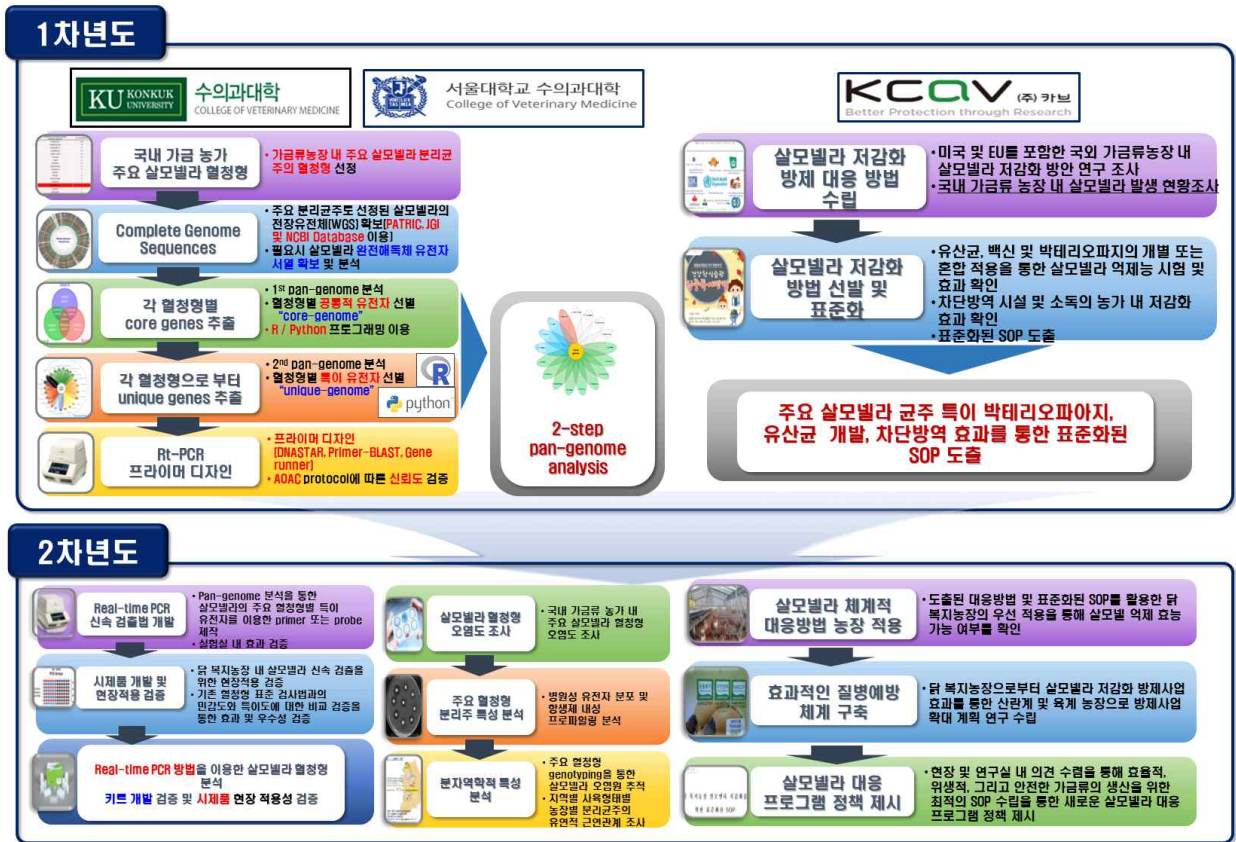 1차년도
KU KONKUK UNIVERSITY
수의과대학
COLLEGE OF VETERINARY MEDICINE
서울대학교 수의과대학
College of Veterinary Medicine
국내 가금 농가
주요 살모넬라 혈청형
• 가금류농장 내 주요 살모넬라 분리균
주의 혈청형 선정
Complete Genome
Sequences
• 주요 분리균주로 선정된 살모넬라의
전장유전체(WGS) 확보(PATRIC, JGI
및 NCBI Database 이용)
• 필요시 살모넬라 완전해독체 유전자
서열 확보 및 분석
각 혈청형별
core genes 추출
• 1st pan-genome 분석
• 혈청형별 공통적 유전자 선별
"core-genome"
• R / Python 프로그래밍 이용
각 혈청형으로 부터
unique genes 추출
• 2nd pan-genome 분석
• 혈청형별 특이 유전자 선별
"unique-genome"
R
python
Rt-PCR
프라이머 디자인
• 프라이머 디자인
(DNASTAR, Primer-BLAST, Gene
runner)
• AOAC protocol에 따른 신뢰도 검증
2-step
pan-genome
analysis
KCAV (주) 카브
Better Protection through Research
살모넬라 저감화
방제 대응 방법
수립
• 미국 및 EU를 포함한 국외 가금류농장 내
살모넬라 저감화 방안 연구 조사
• 국내 가금류 농장 내 살모넬라 발생 현황조사
살모넬라 저감화
방법 선발 및
표준화
• 유산균, 백신 및 박테리오파지의 개별 또는
혼합 적용을 통한 살모넬라 억제능 시험 및
효과 확인
• 차단방역 시설 및 소독의 농가 내 저감화
효과 확인
• 표준화된 SOP 도출
주요 살모넬라 균주 특이 박테리오파아지,
유산균 개발, 차단방역 효과를 통한 표준화된
SOP 도출
2차년도
Real-time PCR
신속 검출법 개발
• Pan-genome 분석을 통한
살모넬라의 주요 혈청형별 특이
유전자를 이용한 primer 또는 probe
제작
• 실험실 내 효과 검증
시제품 개발 및
현장적용 검증
• 닭 복지농장 내 살모넬라 신속 검출을
위한 현장적용 검증
• 기존 혈청형 표준 검사법과의
민감도와 특이도에 대한 비교 검증을
통한 효과 및 우수성 검증
Real-time PCR 방법을 이용한 살모넬라 혈청형
분석
키트 개발 검증 및 시제품 현장 적용성 검증
살모넬라 혈청형
오염도 조사
• 국내 가금류 농가 내
주요 살모넬라 혈청형
오염도 조사
주요 혈청형
분리주 특성 분석
• 병원성 유전자 분포 및
항생제 내성
프로파일링 분석
분자역학적 특성
분석
• 주요 혈청형
genotyping을 통한
살모넬라 오염원 추적
• 지역별 사육형태별
농장별 분리균주의
유연적 근연관계 조사
살모넬라 체계적
대응방법 농장 적용
• 도출된 대응방법 및 표준화된 SOP를 활용한 닭
복지농장의 우선 적용을 통해 살모넬 억제 효능
가능 여부를 확인
효과적인 질병예방
체계 구축
• 닭 복지농장으로부터 살모넬라 저감화 방제사업
효과를 통한 산란계 및 육계 농장으로 방제사업
확대 계획 연구 수립
살모넬라 대응
프로그램 정책 제시
• 현장 및 연구실 내 의견 수렴을 통해 효율적,
위생적, 그리고 안전한 가금류의 생산을 위한
최적의 SOP 수립을 통한 새로운 살모넬라 대응
프로그램 정책 제시